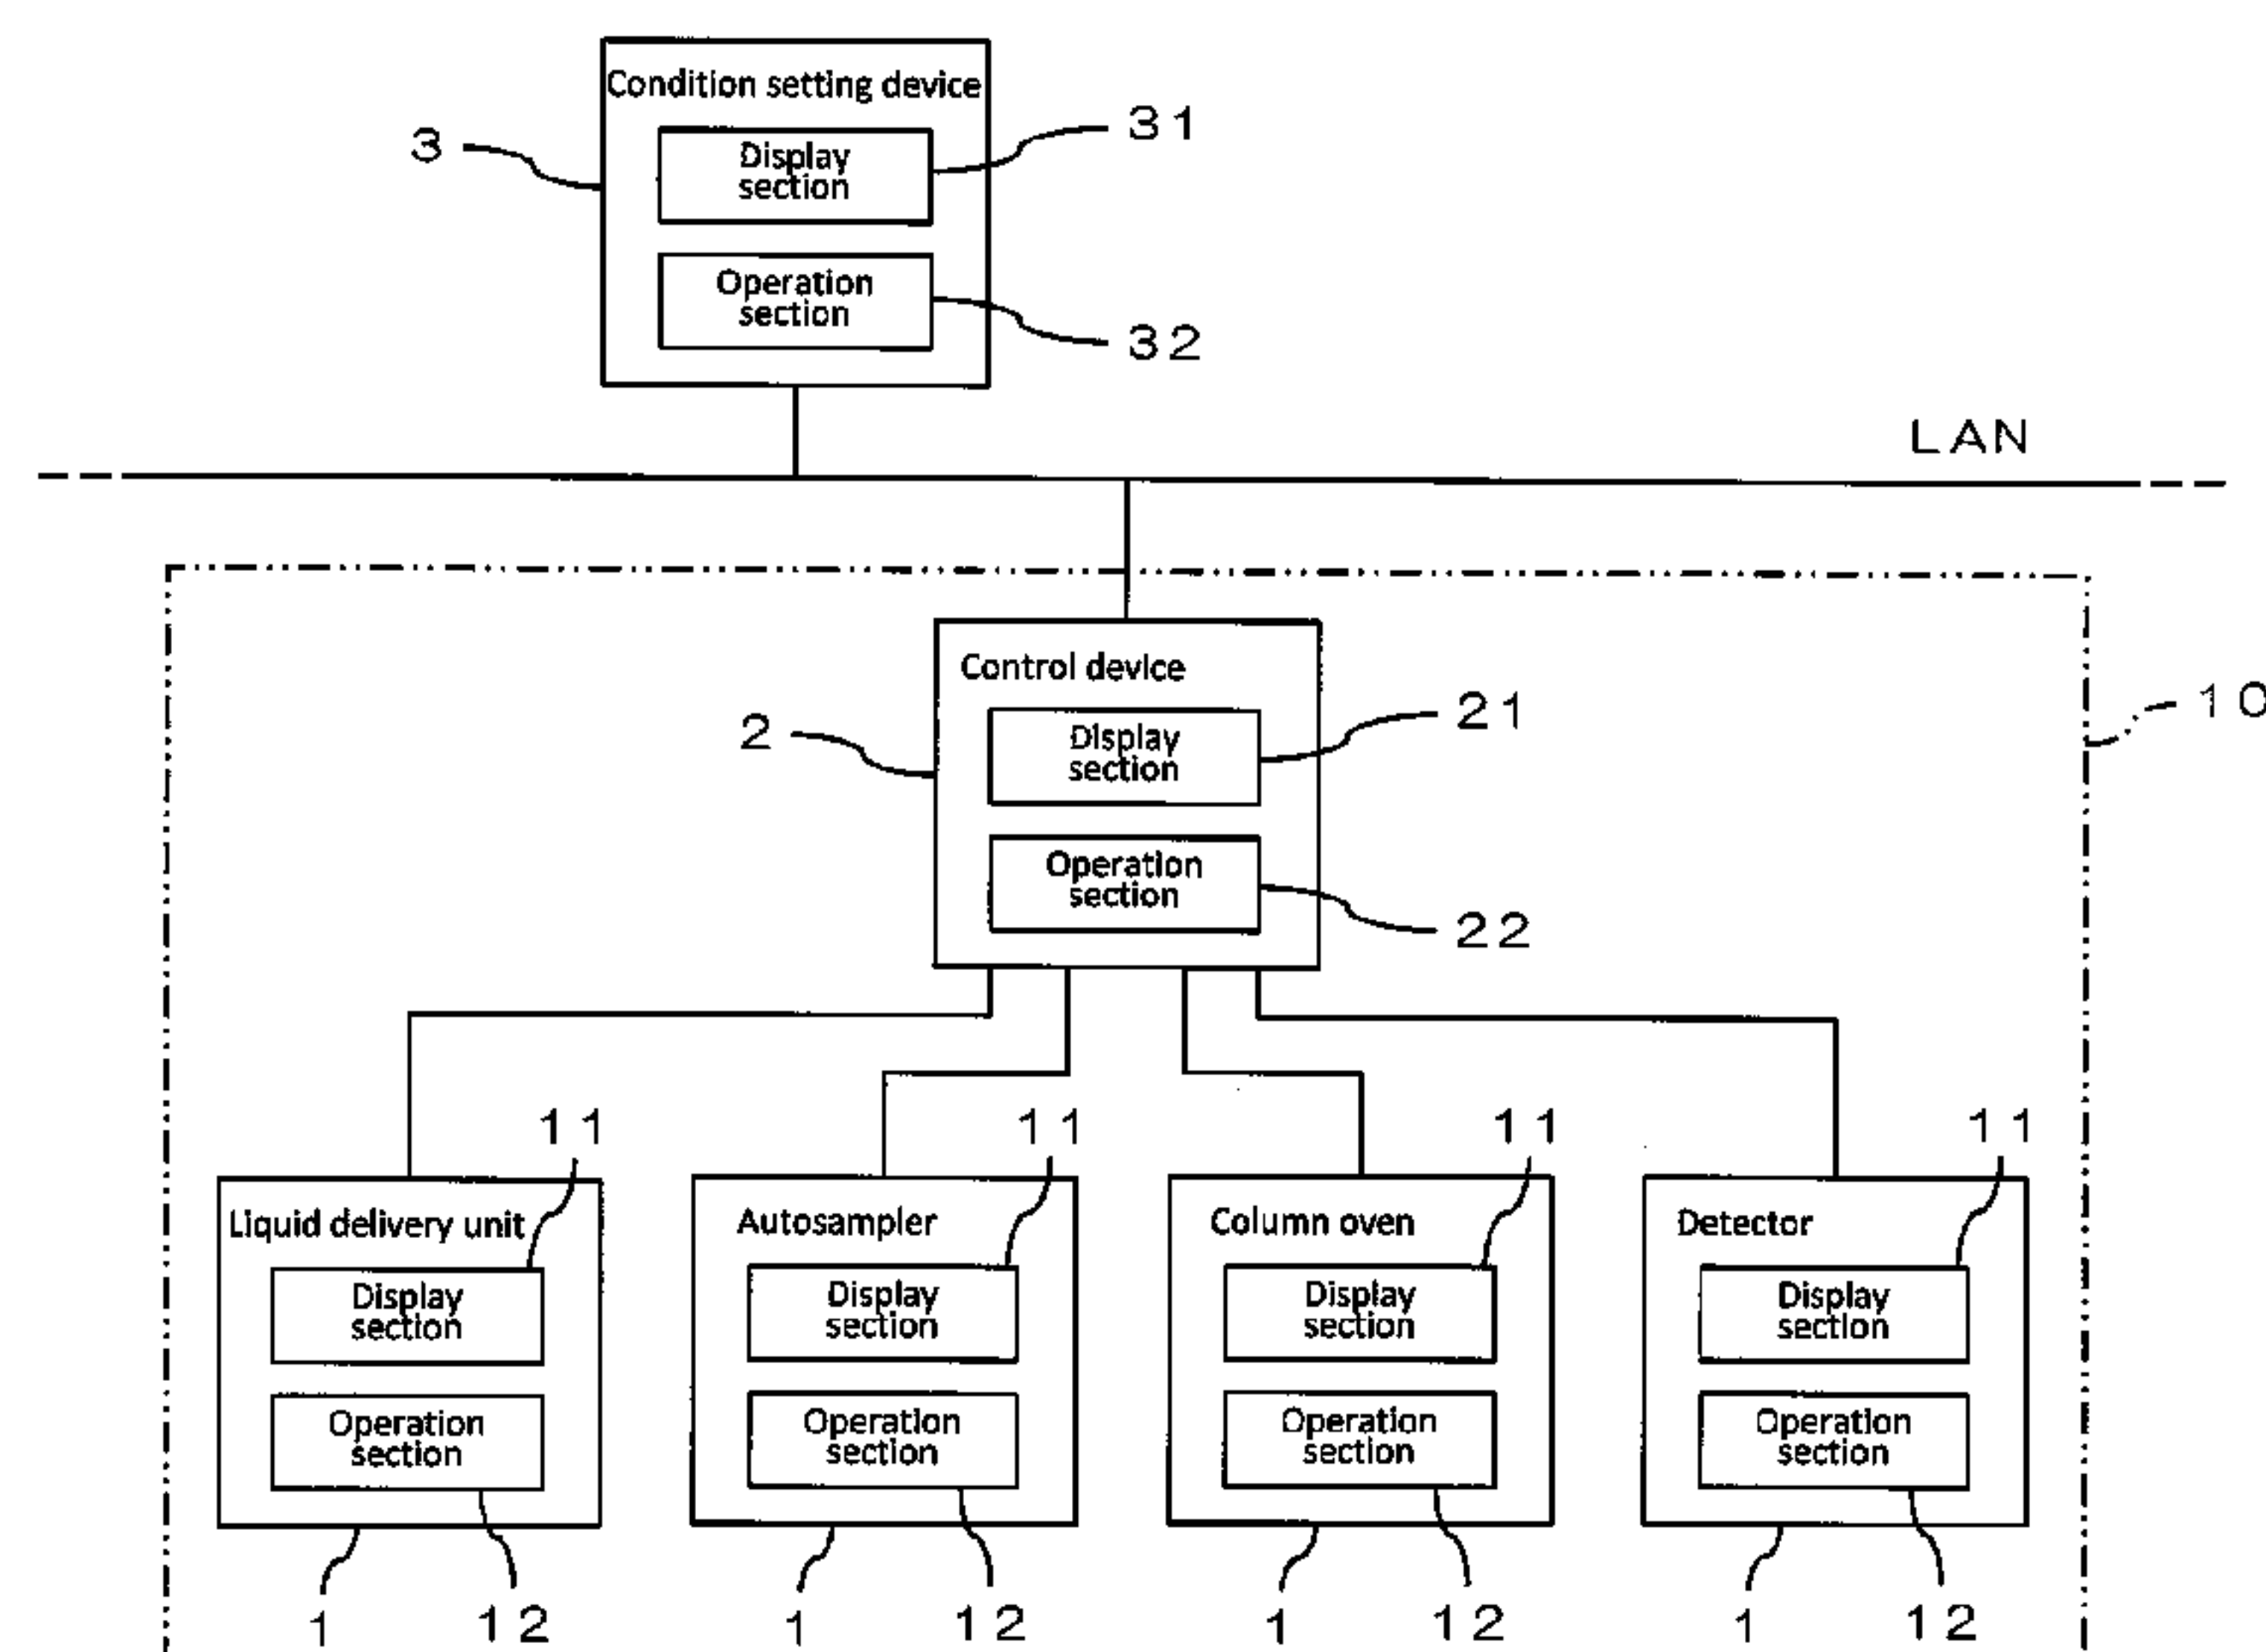 Condition setting device
3
31
Display
section
Operation
section
32
LAN
Control device
10
2
21
Display
section
Operation
section
22
11
11
11
11
Liquid delivery unit
Autosampler
Column oven
Detector
Display
section
Display
section
Display
section
Display
section
Operation
section
Operation
section
Operation
section
Operation
section
1
12
1
12
1
12
1
12